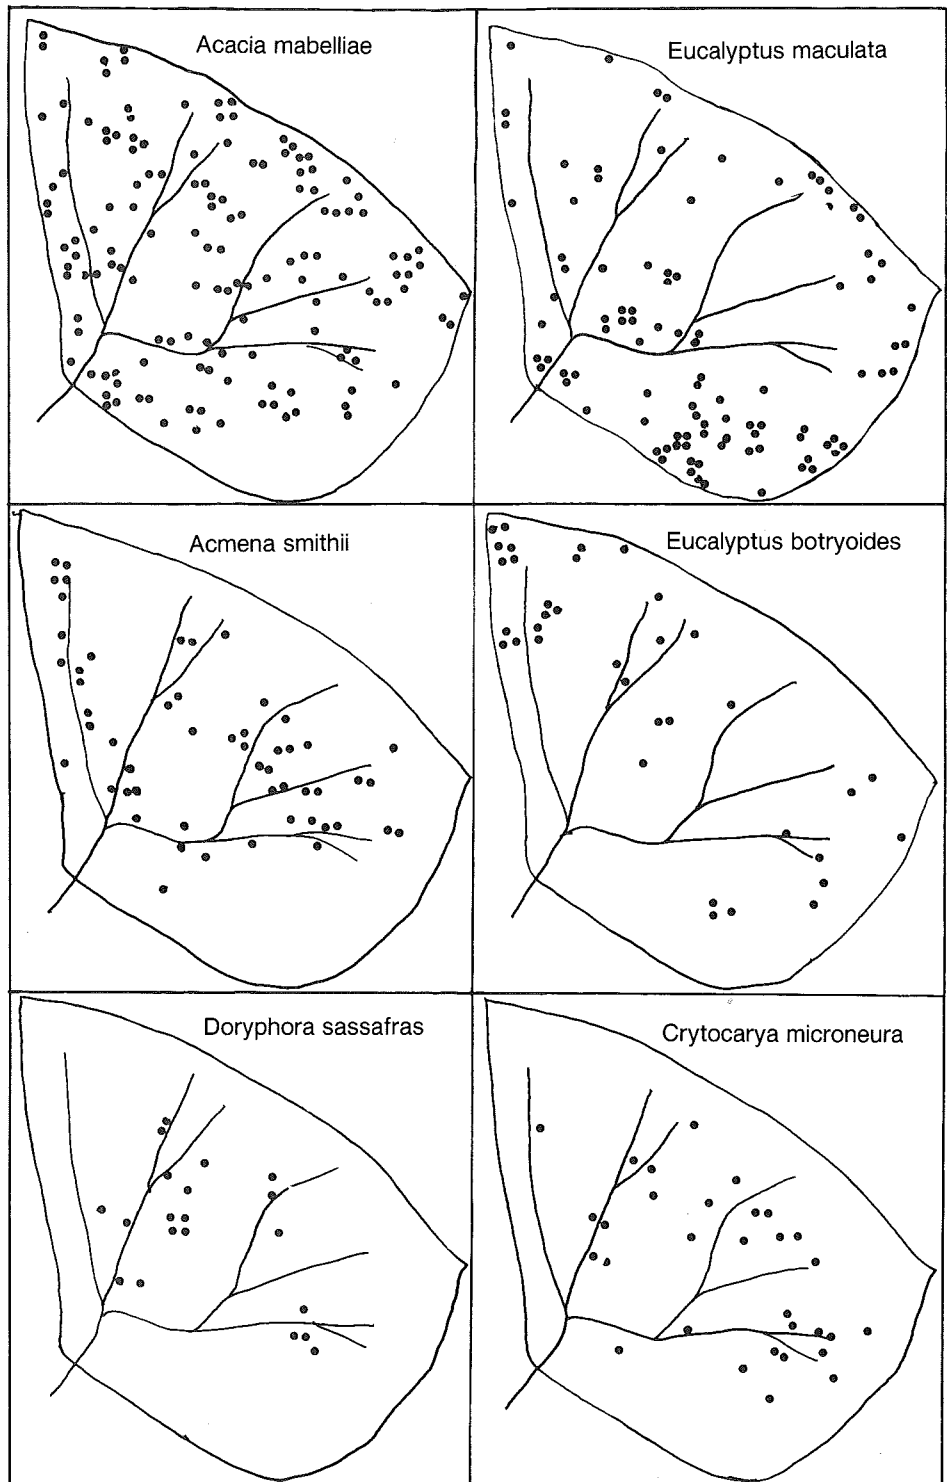 Acacia mabelliae
Eucalyptus maculata
Acmena smithii
Eucalyptus botryoides
Doryphora sassafras
Crytocarya microneura